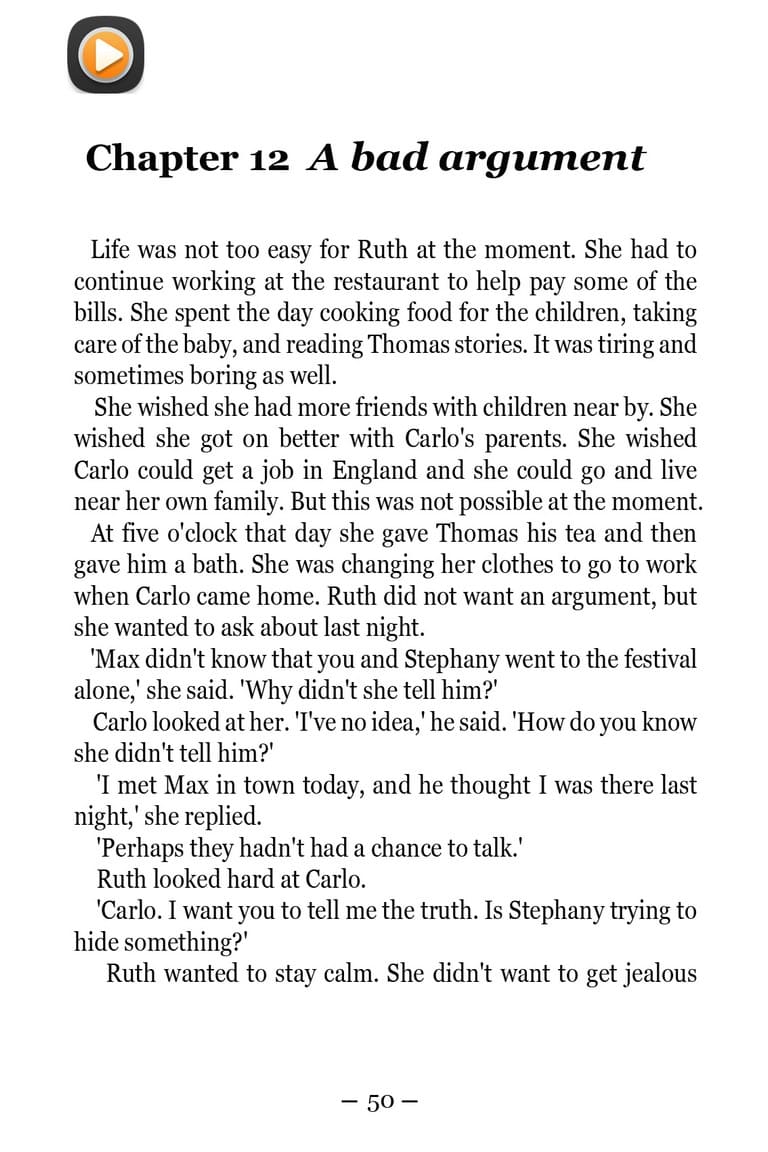 Chapter 12 A bad argument
Life was not too easy for Ruth at the moment. She had to
continue working at the restaurant to help pay some of the
bills. She spent the day cooking food for the children, taking
care of the baby, and reading Thomas stories. It was tiring and
sometimes boring as well.
She wished she had more friends with children near by. She
wished she got on better with Carlo's parents. She wished
Carlo could get a job in England and she could go and live
near her own family. But this was not possible at the moment.
At five o'clock that day she gave Thomas his tea and then
gave him a bath. She was changing her clothes to go to work
when Carlo came home. Ruth did not want an argument, but
she wanted to ask about last night.
'Max didn't know that you and Stephany went to the festival
alone,' she said. 'Why didn't she tell him?'
Carlo looked at her. 'I've no idea,' he said. 'How do you know
she didn't tell him?'
'I met Max in town today, and he thought I was there last
night,' she replied.
'Perhaps they hadn't had a chance to talk.'
Ruth looked hard at Carlo.
'Carlo. I want you to tell me the truth. Is Stephany trying to
hide something?'
Ruth wanted to stay calm. She didn't want to get jealous
– 50 –